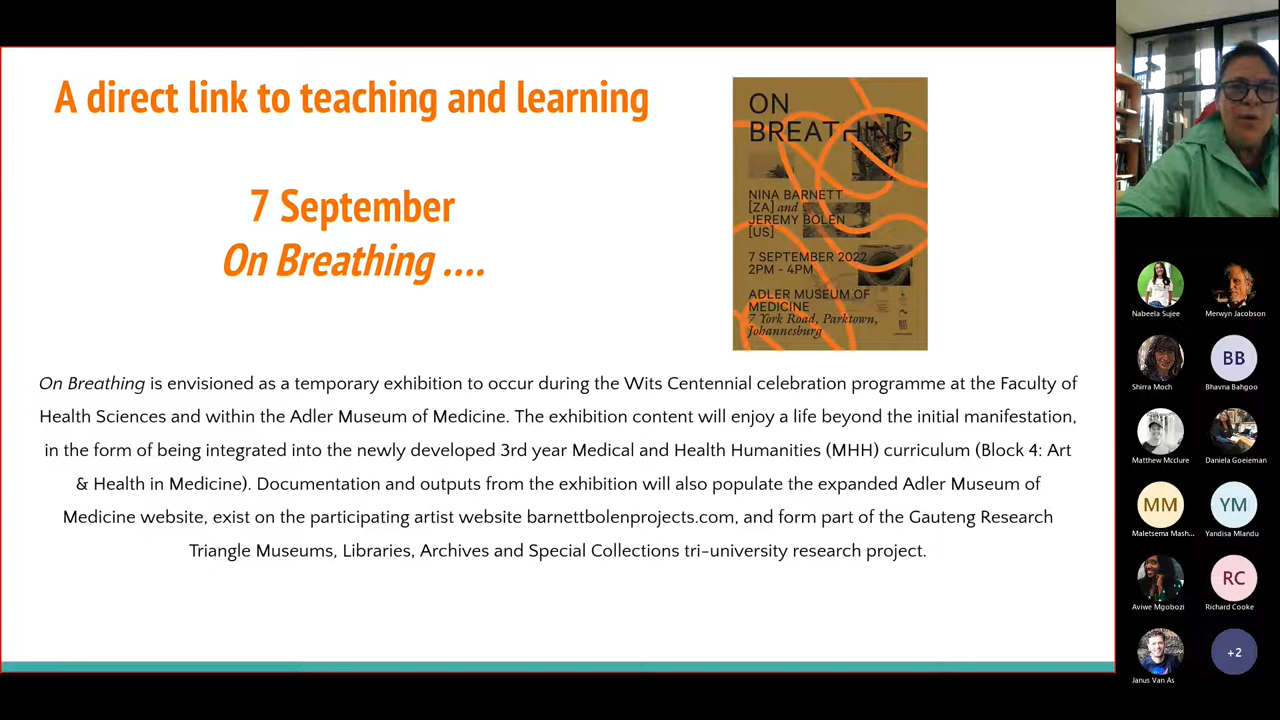 A direct link to teaching and learning
7 September
On Breathing ....
ON
BREATHING
NINA BARNETT
[ZA] and
JEREMY BOLEN
[US]
7 SEPTEMBER 2022
2PM - 4PM
ADLER MUSEUM OF
MEDICINE
7 York Road, Parktown,
Johannesburg
On Breathing is envisioned as a temporary exhibition to occur during the Wits Centennial celebration programme at the Faculty of
Health Sciences and within the Adler Museum of Medicine. The exhibition content will enjoy a life beyond the initial manifestation,
in the form of being integrated into the newly developed 3rd year Medical and Health Humanities (MHH) curriculum (Block 4: Art
& Health in Medicine). Documentation and outputs from the exhibition will also populate the expanded Adler Museum of
Medicine website, exist on the participating artist website barnettbolenprojects.com, and form part of the Gauteng Research
Triangle Museums, Libraries, Archives and Special Collections tri-university research project.
Nabeela Sujee
Merwyn Jacobson
Shirra Moch
BB
Bhavna Bahgoo
Matthew Mcclure
Daniela Goeieman
MM
Maletsema Mash...
YM
Yandisa Mlandu
Aviwe Mgobozi
RC
Richard Cooke
Janus Van As
+2